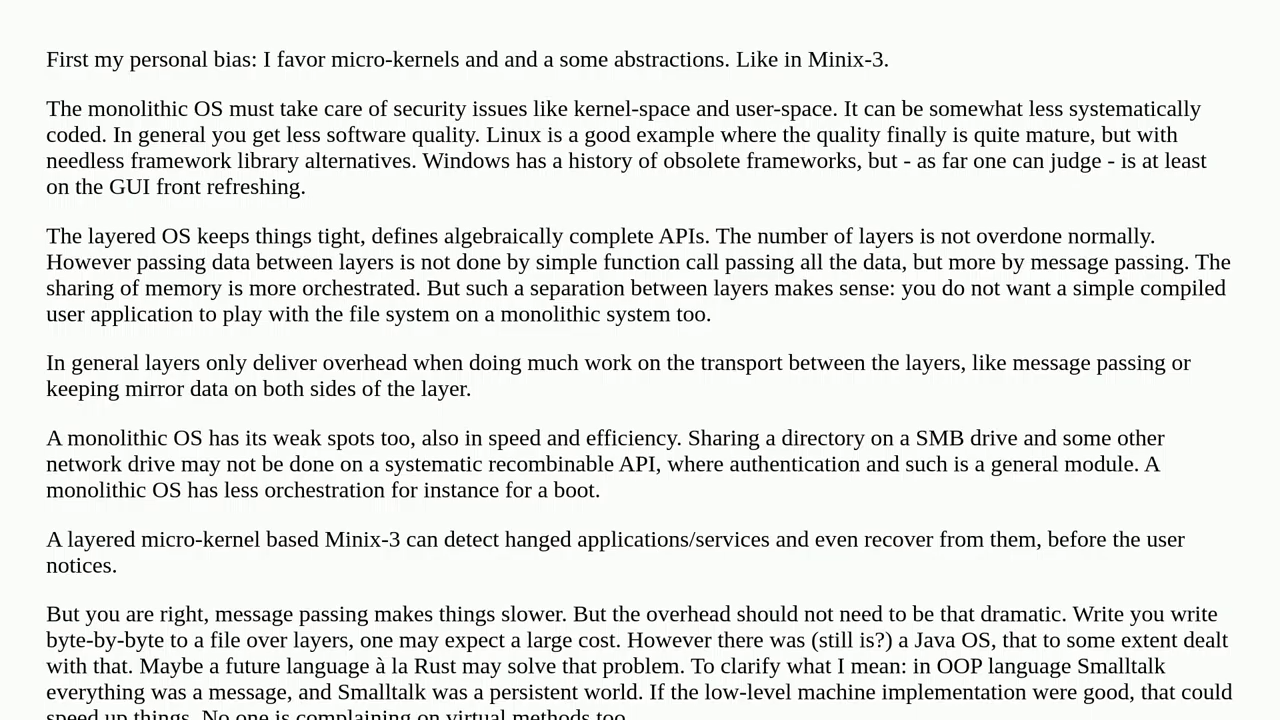 First my personal bias: I favor micro-kernels and and a some abstractions. Like in Minix-3.
The monolithic OS must take care of security issues like kernel-space and user-space. It can be somewhat less systematically
coded. In general you get less software quality. Linux is a good example where the quality finally is quite mature, but with
needless framework library alternatives. Windows has a history of obsolete frameworks, but - as far one can judge - is at least
on the GUI front refreshing.
The layered OS keeps things tight, defines algebraically complete APIs. The number of layers is not overdone normally.
However passing data between layers is not done by simple function call passing all the data, but more by message passing. The
sharing of memory is more orchestrated. But such a separation between layers makes sense: you do not want a simple compiled
user application to play with the file system on a monolithic system too.
In general layers only deliver overhead when doing much work on the transport between the layers, like message passing or
keeping mirror data on both sides of the layer.
A monolithic OS has its weak spots too, also in speed and efficiency. Sharing a directory on a SMB drive and some other
network drive may not be done on a systematic recombinable API, where authentication and such is a general module. A
monolithic OS has less orchestration for instance for a boot.
A layered micro-kernel based Minix-3 can detect hanged applications/services and even recover from them, before the user
notices.
But you are right, message passing makes things slower. But the overhead should not need to be that dramatic. Write you write
byte-by-byte to a file over layers, one may expect a large cost. However there was (still is?) a Java OS, that to some extent dealt
with that. Maybe a future language à la Rust may solve that problem. To clarify what I mean: in OOP language Smalltalk
everything was a message, and Smalltalk was a persistent world. If the low-level machine implementation were good, that could
speed up things. No one is complaining on virtual methods too.